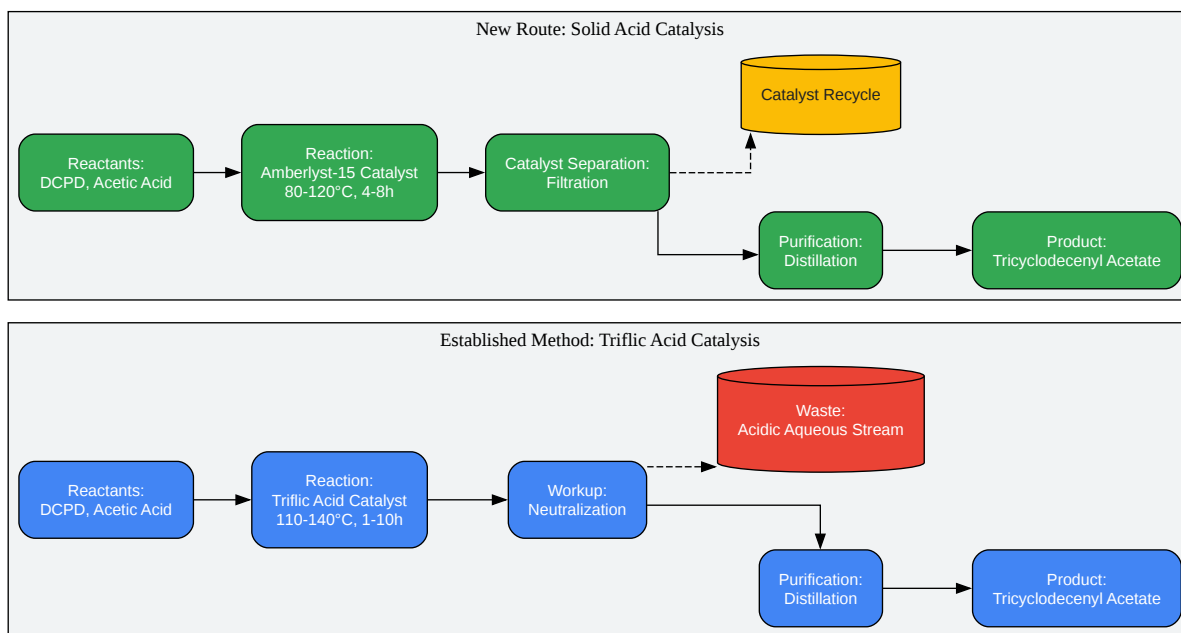 New Route: Solid Acid Catalysis
Catalyst Recycle
Reactants:
DCPD, Acetic Acid
Reaction:
Amberlyst-15 Catalyst
80-120°C, 4-8h
Catalyst Separation:
Filtration
Purification:
Distillation
Product:
Tricyclodecenyl Acetate
Established Method: Triflic Acid Catalysis
Waste:
Acidic Aqueous Stream
Reactants:
DCPD, Acetic Acid
Reaction:
Triflic Acid Catalyst
110-140°C, 1-10h
Workup:
Neutralization
Purification:
Distillation
Product:
Tricyclodecenyl Acetate